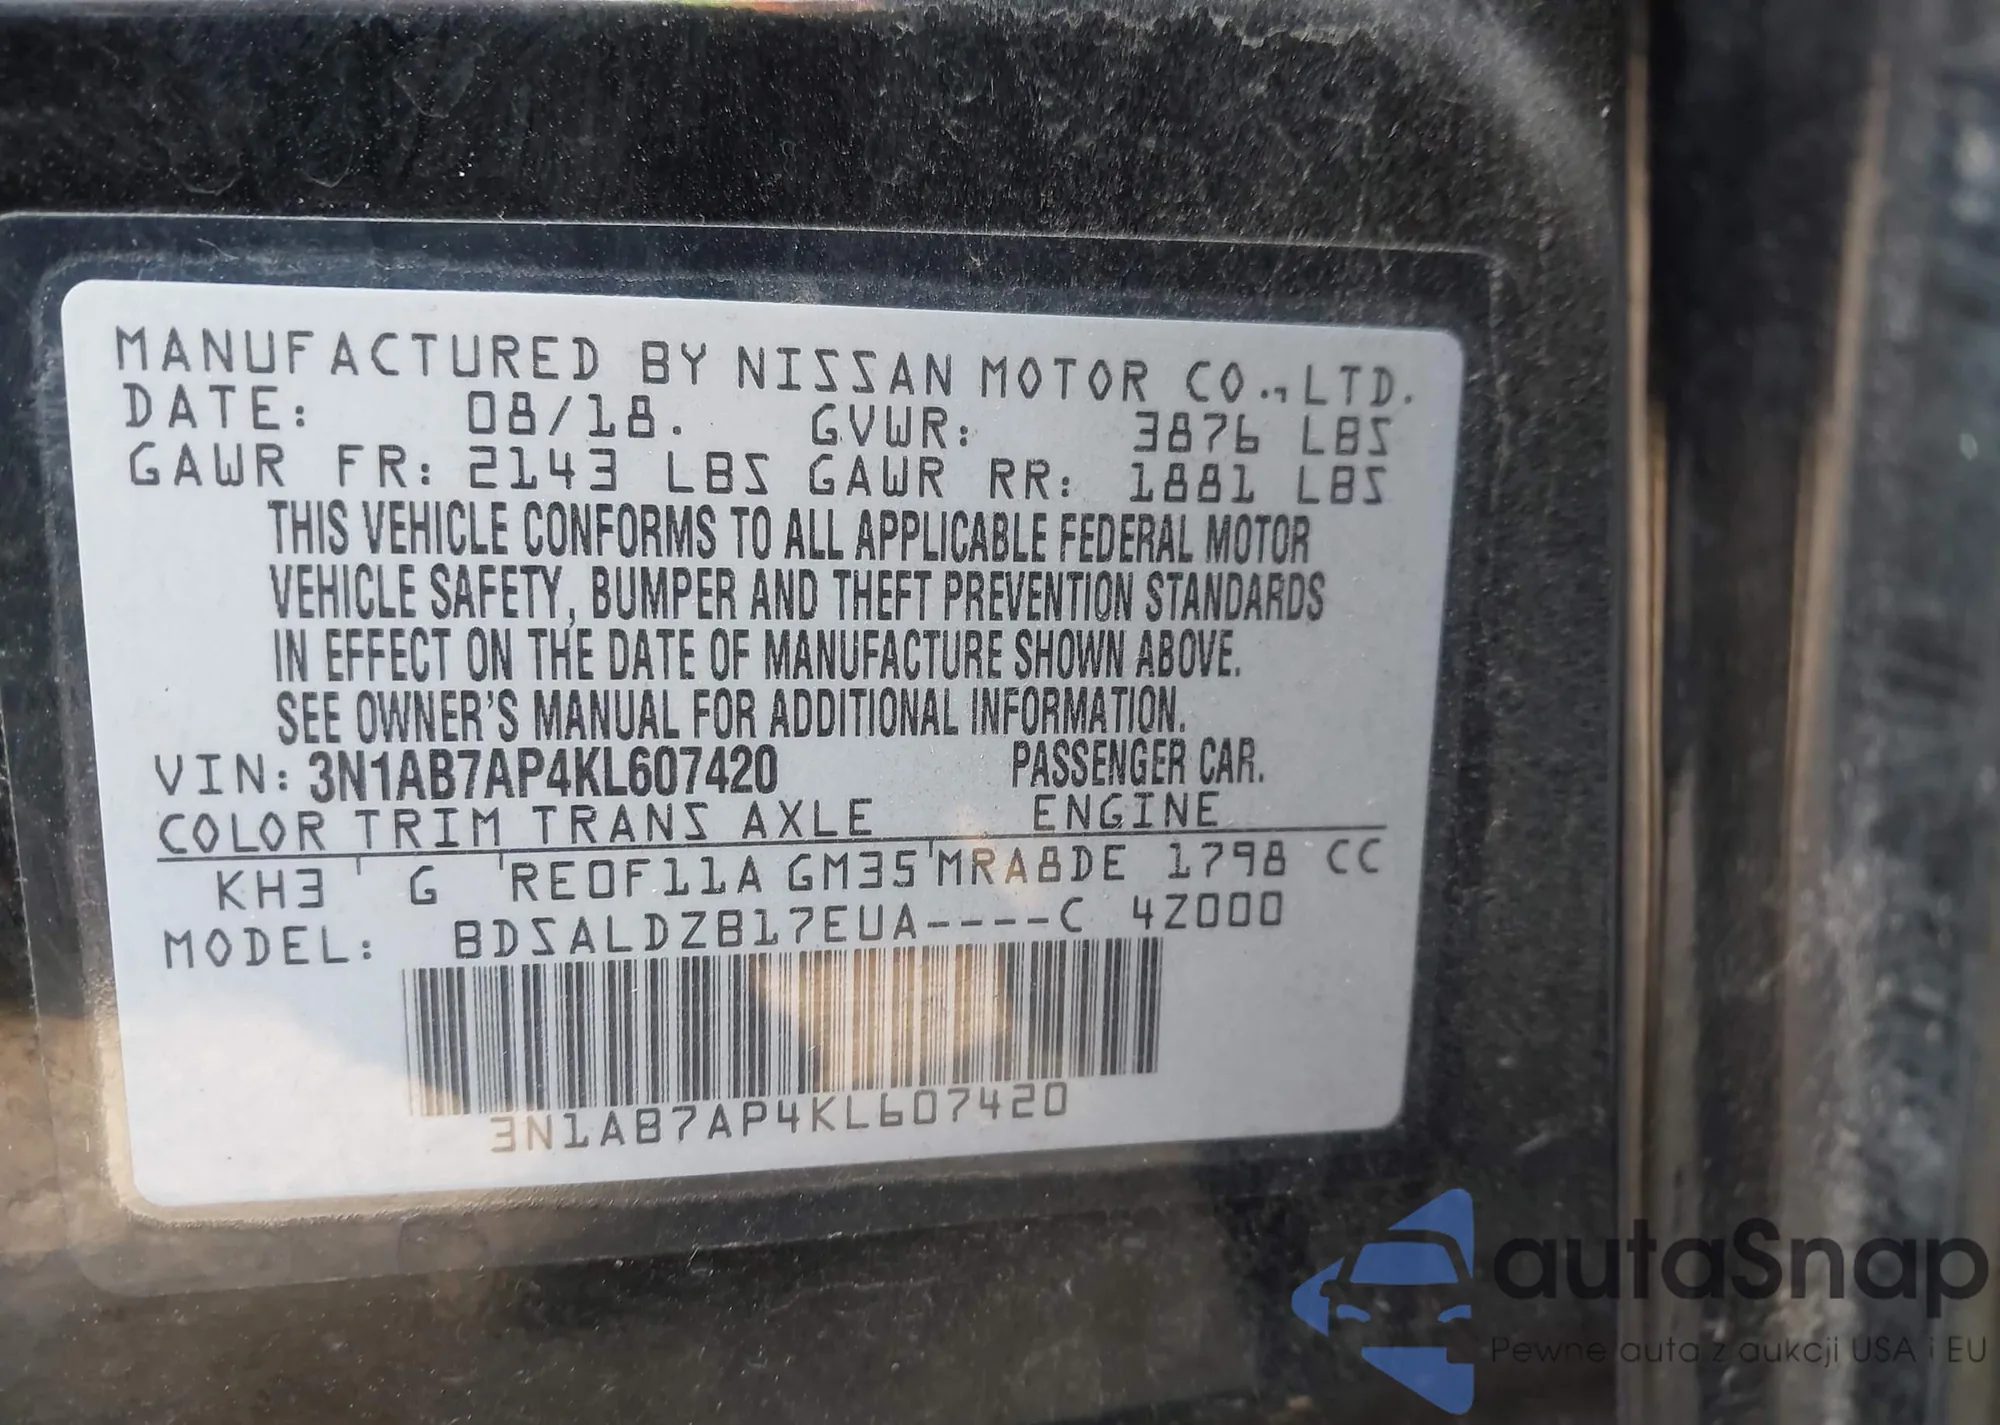 MANUFACTURED BY NISSAN MOTOR CO.,LTD.
DATE: 08/18. GVWR: 3876 LBS
GAWR FR: 2143 LBS GAWR RR: 1881 LBS
THIS VEHICLE CONFORMS TO ALL APPLICABLE FEDERAL MOTOR
VEHICLE SAFETY, BUMPER AND THEFT PREVENTION STANDARDS
IN EFFECT ON THE DATE OF MANUFACTURE SHOWN ABOVE.
SEE OWNER'S MANUAL FOR ADDITIONAL INFORMATION.
VIN: 3N1AB7AP4KL607420 PASSENGER CAR.
COLOR TRIM TRANS AXLE ENGINE
KH3 ' G 'RE0F11A GM35'MRA8DE 1798 CC
MODEL: BDSALDZB17EUA----C 4Z000
3N1AB7AP4KL607420
autaSnap
Pewne auta z aukcji USA i EU